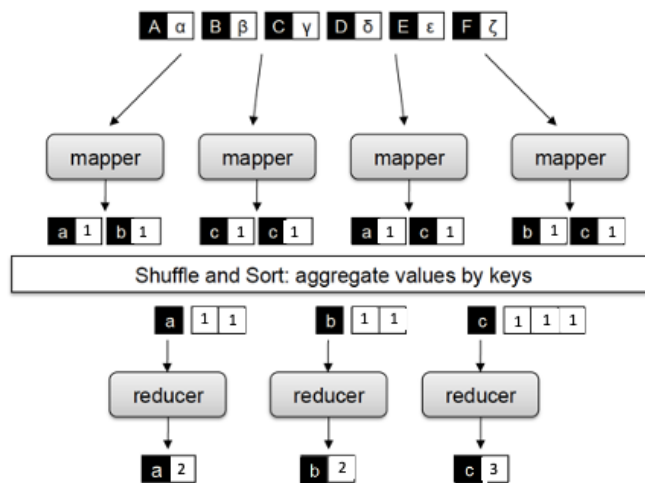 A α B β C γ D δ E ε F ζ
mapper mapper mapper mapper
a 1 b 1 c 1 c 1 a 1 c 1 b 1 c 1
Shuffle and Sort: aggregate values by keys
a 1 1 b 1 1 c 1 1 1
reducer reducer reducer
a 2 b 2 c 3